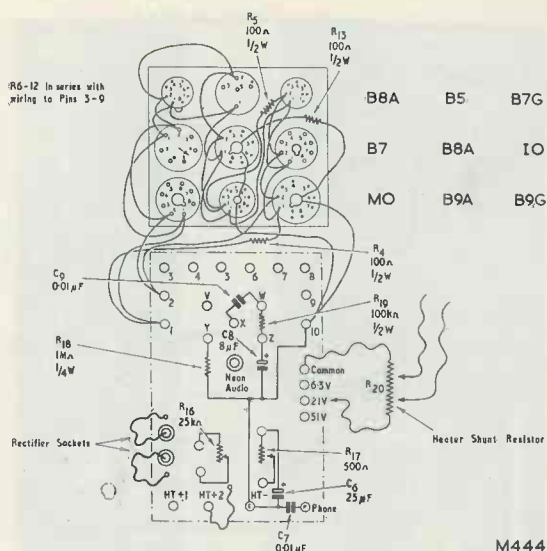 R5
100Ω
1/2W
R13
100Ω
1/2W
R6-12 In series with
wiring to Pins 3-9
B8A B5 B7G
B7 B8A IO
MO B9A B9G
R4
100Ω
1/2W
C9
0·01μF
3 4 5 6 7 8
2 V W 9
1 Y X Z 10
R19
100kΩ
1/2W
C8
8μF
R18
1MΩ
1/4W
Neon
Audio
Common
6·3V
21V
51V
R20
Heater Shunt Resistor
R16
25kΩ
Rectifier Sockets
R17
500Ω
C6
25μF
HT+1 HT+2 HT- E P Phone
C7
0·01μF
M444